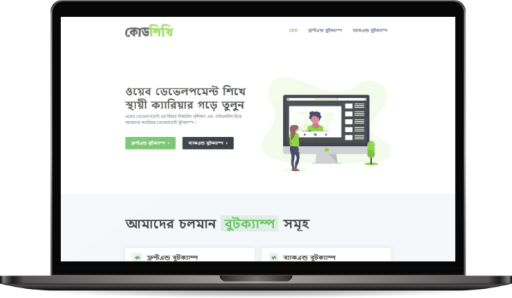 কোডশিখি
হোম ফ্রন্টএন্ড বুটক্যাম্প ব্যাকএন্ড বুটক্যাম্প
ওয়েব ডেভেলপমেন্ট শিখে
স্থায়ী ক্যারিয়ার গড়ে তুলুন
ফ্রন্টএন্ড বুটক্যাম্প › ব্যাকএন্ড বুটক্যাম্প ›
আমাদের চলমান বুটক্যাম্প সমূহ
ফ্রন্টএন্ড বুটক্যাম্প ব্যাকএন্ড বুটক্যাম্প